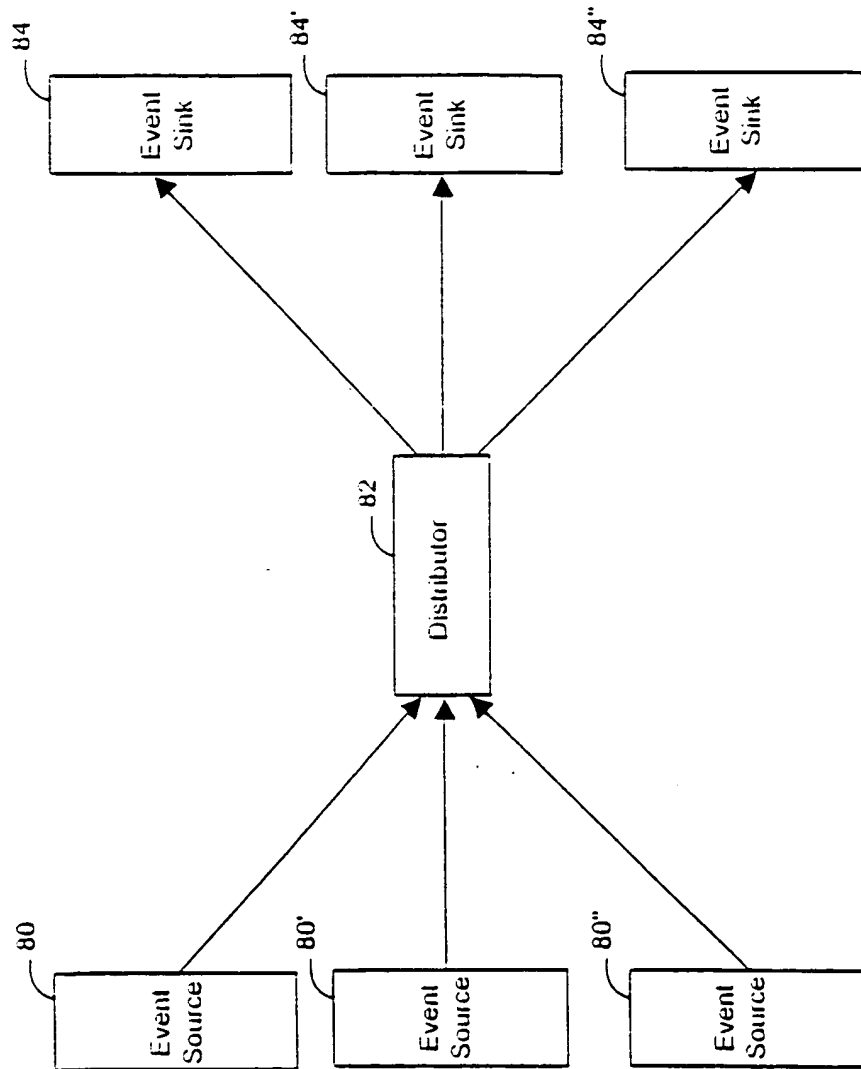 80
Event
Source
80'
Event
Source
80"
Event
Source
82
Distributor
84
Event
Sink
84'
Event
Sink
84"
Event
Sink